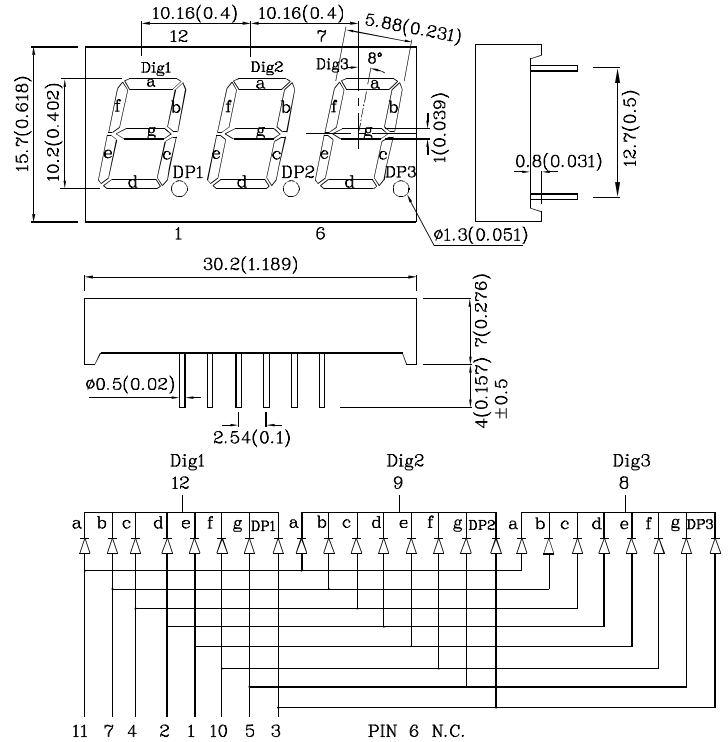 10.16(0.4) 10.16(0.4) 5.88(0.231)
12 7
8°
Dig1 Dig2 Dig3
a a a
f b f b f b
g g g
e c e c e c
d d d
DP1 DP2 DP3
15.7(0.618)
10.2(0.402)
1(0.039)
0.8(0.031)
12.7(0.5)
ø1.3(0.051)
1 6
30.2(1.189)
7(0.276)
ø0.5(0.02)
4(0.157)
±0.5
2.54(0.1)
Dig1 Dig2 Dig3
12 9 8
a b c d e f g DP1 a b c d e f g DP2 a b c d e f g DP3
11 7 4 2 1 10 5 3 PIN 6 N.C.